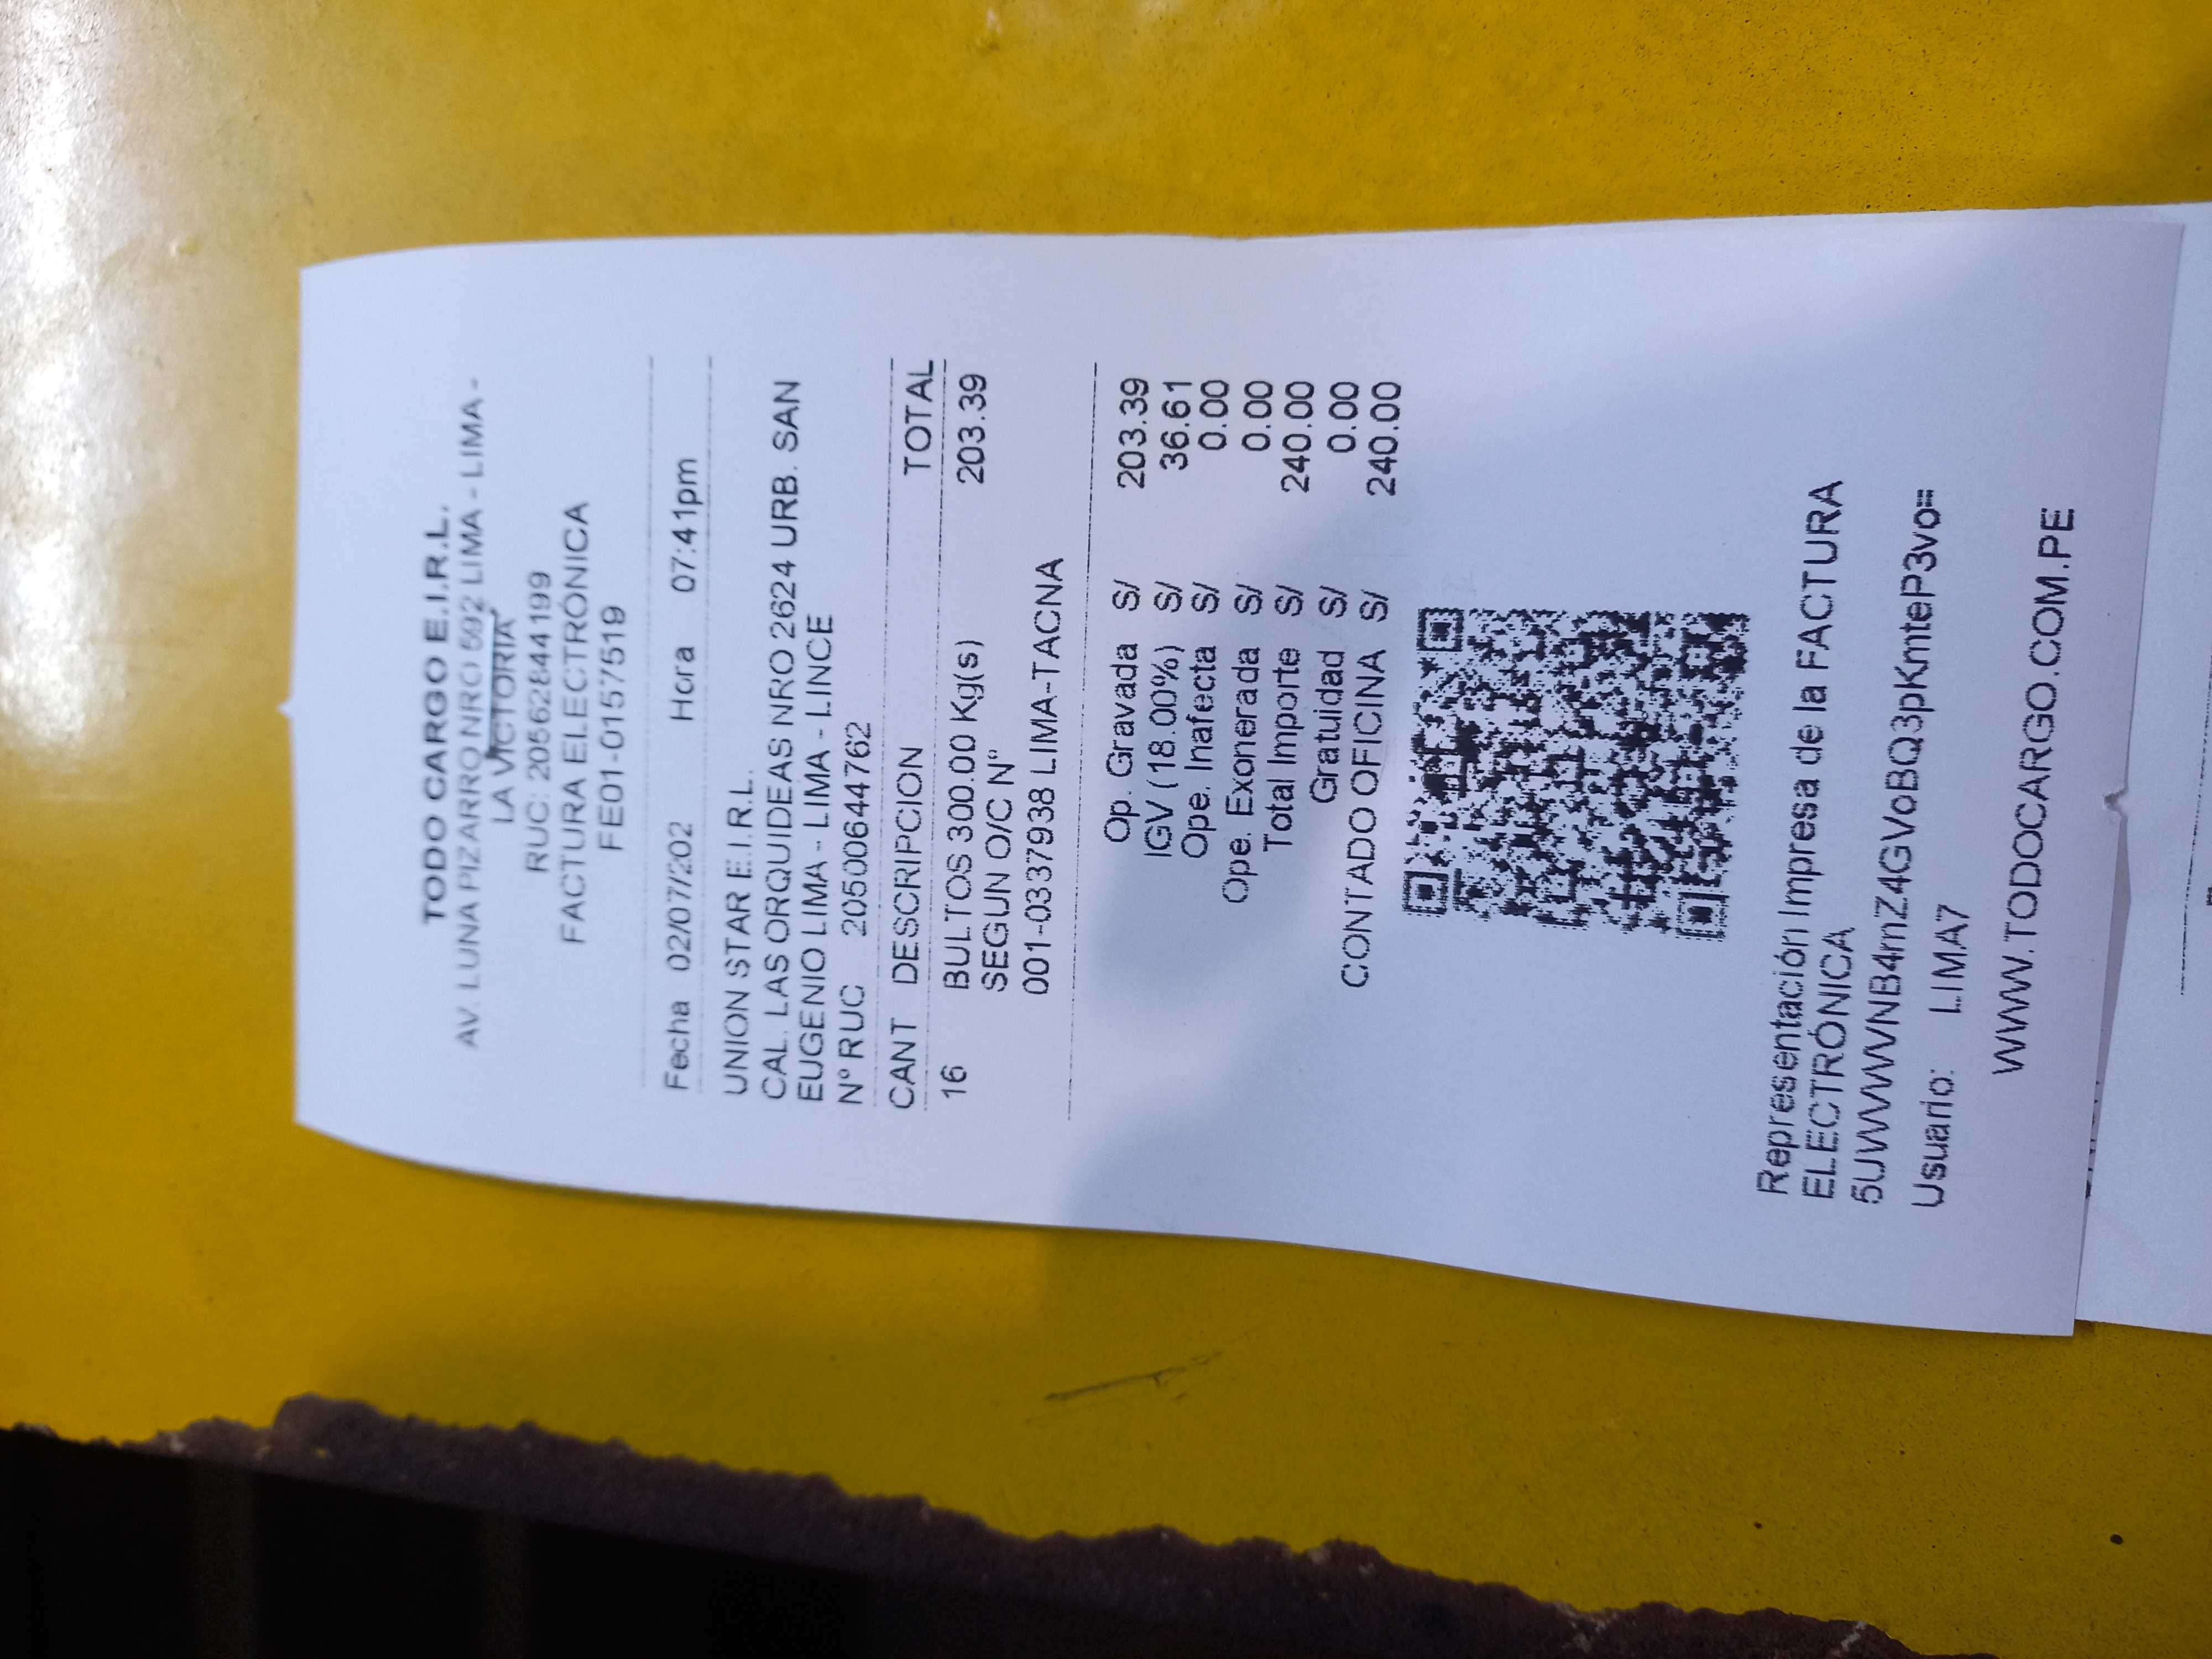 TODO CARGO E.I.R.L.
AV. LUNA PIZARRO NRO 592 LIMA - LIMA -
LA VICTORIA
RUC: 20562844199
FACTURA ELECTRÓNICA
FE01-01577519
Fecha 02/07/202 Hora 07:41pm
UNION STAR E.I.R.L.
CAL. LAS ORQUIDEAS NRO 2624 URB. SAN
EUGENIO LIMA - LIMA - LINCE
Nº RUC 20500644762
CANT DESCRIPCION TOTAL
16 BULTOS 300.00 Kg(s) 203.39
SEGUN O/C N°
001-0337938 LIMA-TACNA
Op. Gravada S/ 203.39
IGV (18.00%) S/ 36.61
Ope. Inafecta S/ 0.00
Ope. Exonerada S/ 0.00
Total Importe S/ 240.00
Gratuidad S/ 0.00
CONTADO OFICINA S/ 240.00
Representación Impresa de la FACTURA
ELECTRÓNICA
Usuario: LIMA7
WWW.TODOCARGO.COM.PE